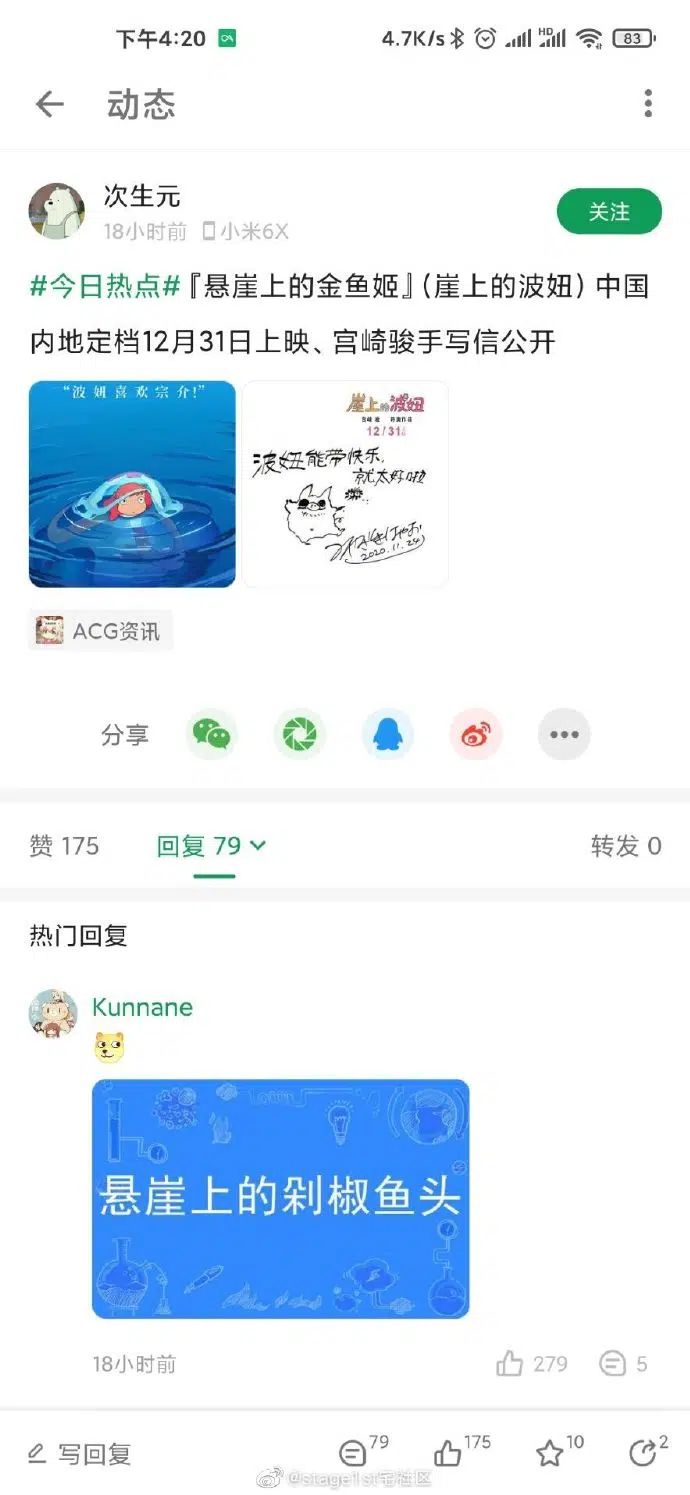 下午4:20
4.7K/s
HD
83
动态
次生元
18小时前 小米6X
关注
#今日热点#『悬崖上的金鱼姬』（崖上的波妞）中国
内地定档12月31日上映、宫崎骏手写信公开
“波妞喜欢宗介!”
崖上的波妞
12/31
波妞能带快乐,
就太好啦
2020.11.24
ACG资讯
分享
赞 175
回复 79
转发 0
热门回复
Kunnane
悬崖上的剁椒鱼头
18小时前
279
5
写回复
79
175
10
2
@stage1st宅社区